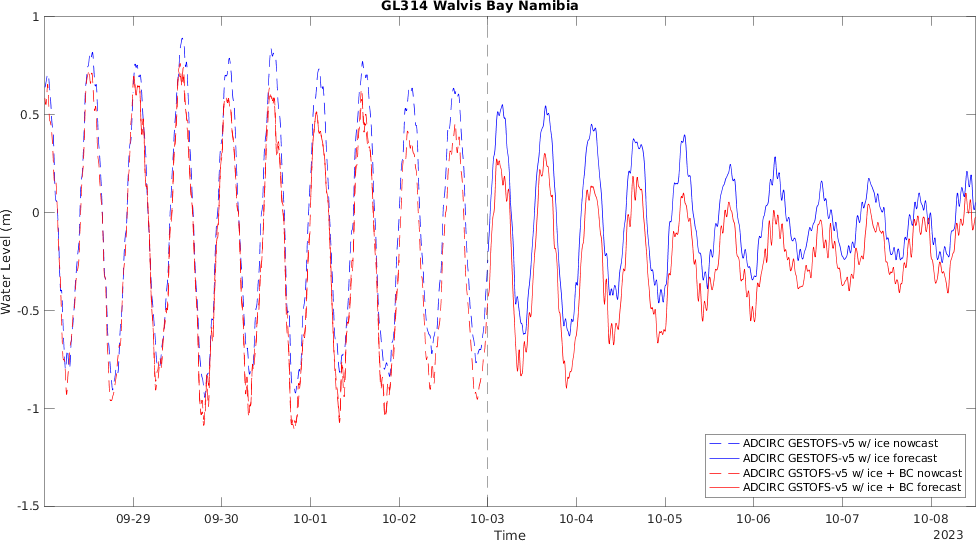 GL314 Walvis Bay Namibia
1
0.5
0
-0.5
-1
-1.5
Water Level (m)
09-29 09-30 10-01 10-02 10-03 10-04 10-05 10-06 10-07 10-08
Time
2023
ADCIRC GESTOFS-v5 w/ ice nowcast
ADCIRC GESTOFS-v5 w/ ice forecast
ADCIRC GSTOFS-v5 w/ ice + BC nowcast
ADCIRC GSTOFS-v5 w/ ice + BC forecast